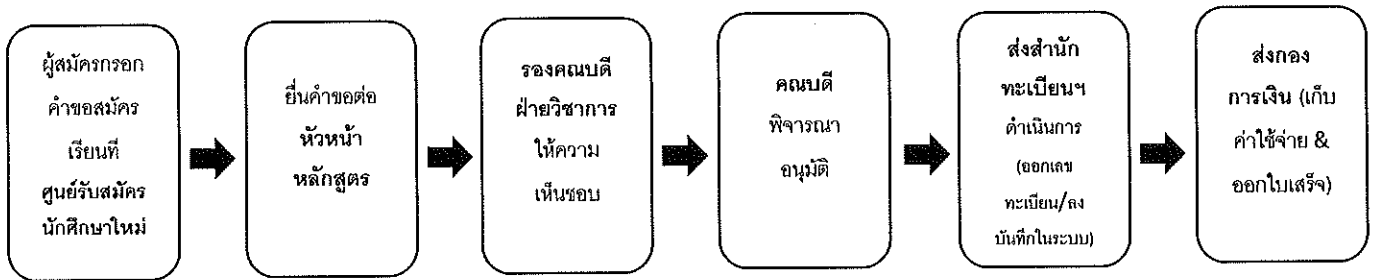 ผู้สมัครกรอก
คำขอสมัคร
เรียนที่
ศูนย์รับสมัคร
นักศึกษาใหม่
ยื่นคำขอต่อ
หัวหน้า
หลักสูตร
รองคณบดี
ฝ่ายวิชาการ
ให้ความ
เห็นชอบ
คณบดี
พิจารณา
อนุมัติ
ส่งสำนัก
ทะเบียนฯ
ดำเนินการ
(ออกเลข
ทะเบียน/ลง
บันทึกในระบบ)
ส่งกอง
การเงิน (เก็บ
ค่าใช้จ่าย &
ออกใบเสร็จ)